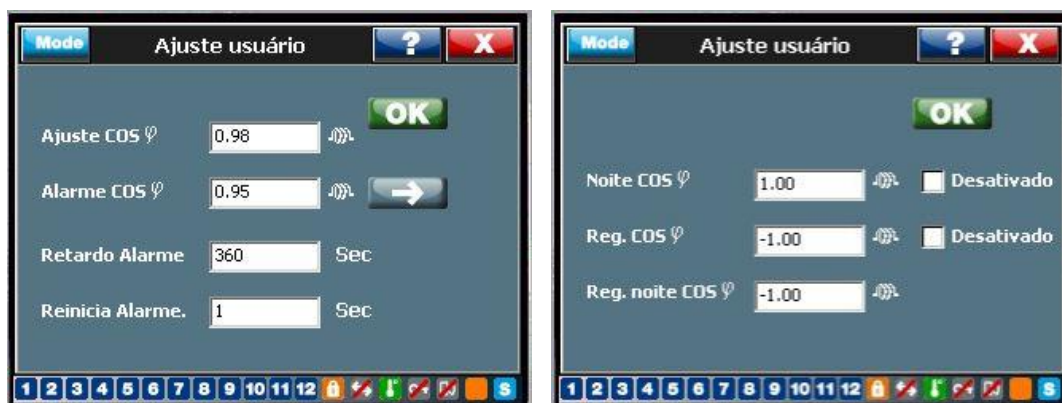 Mode Ajuste usuário ? X
OK
Ajuste COS φ 0.98
Alarme COS φ 0.95
Retardo Alarme 360 Sec
Reinicia Alarme. 1 Sec
1 2 3 4 5 6 7 8 9 10 11 12 S
Mode Ajuste usuário ? X
OK
Noite COS φ 1.00 Desativado
Reg. COS φ -1.00 Desativado
Reg. noite COS φ -1.00
1 2 3 4 5 6 7 8 9 10 11 12 S